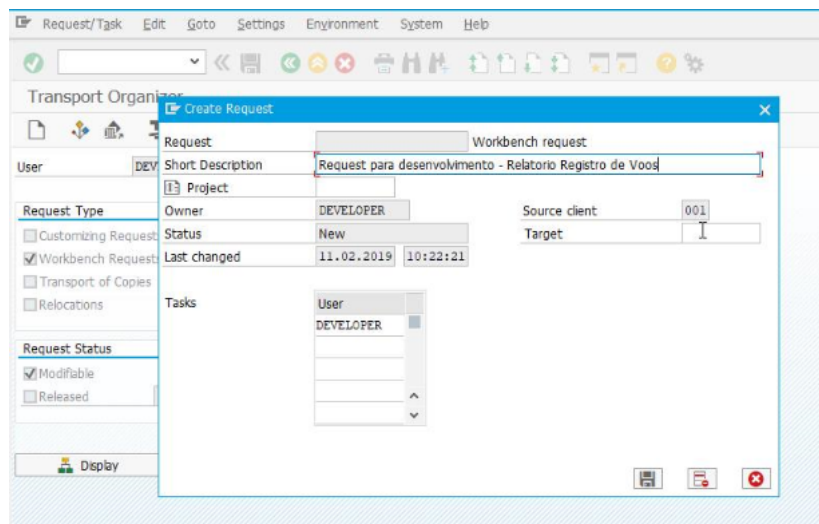 Request/Task Edit Goto Settings Environment System Help
Transport Organizer
Create Request
Request Workbench request
User DEV
Short Description Request para desenvolvimento - Relatorio Registro de Voos
Project
Request Type
Owner DEVELOPER Source client 001
Customizing Request
Status New Target
Workbench Request
Last changed 11.02.2019 10:22:21
Transport of Copies
Relocations
Tasks User
DEVELOPER
Request Status
Modifiable
Released
Display